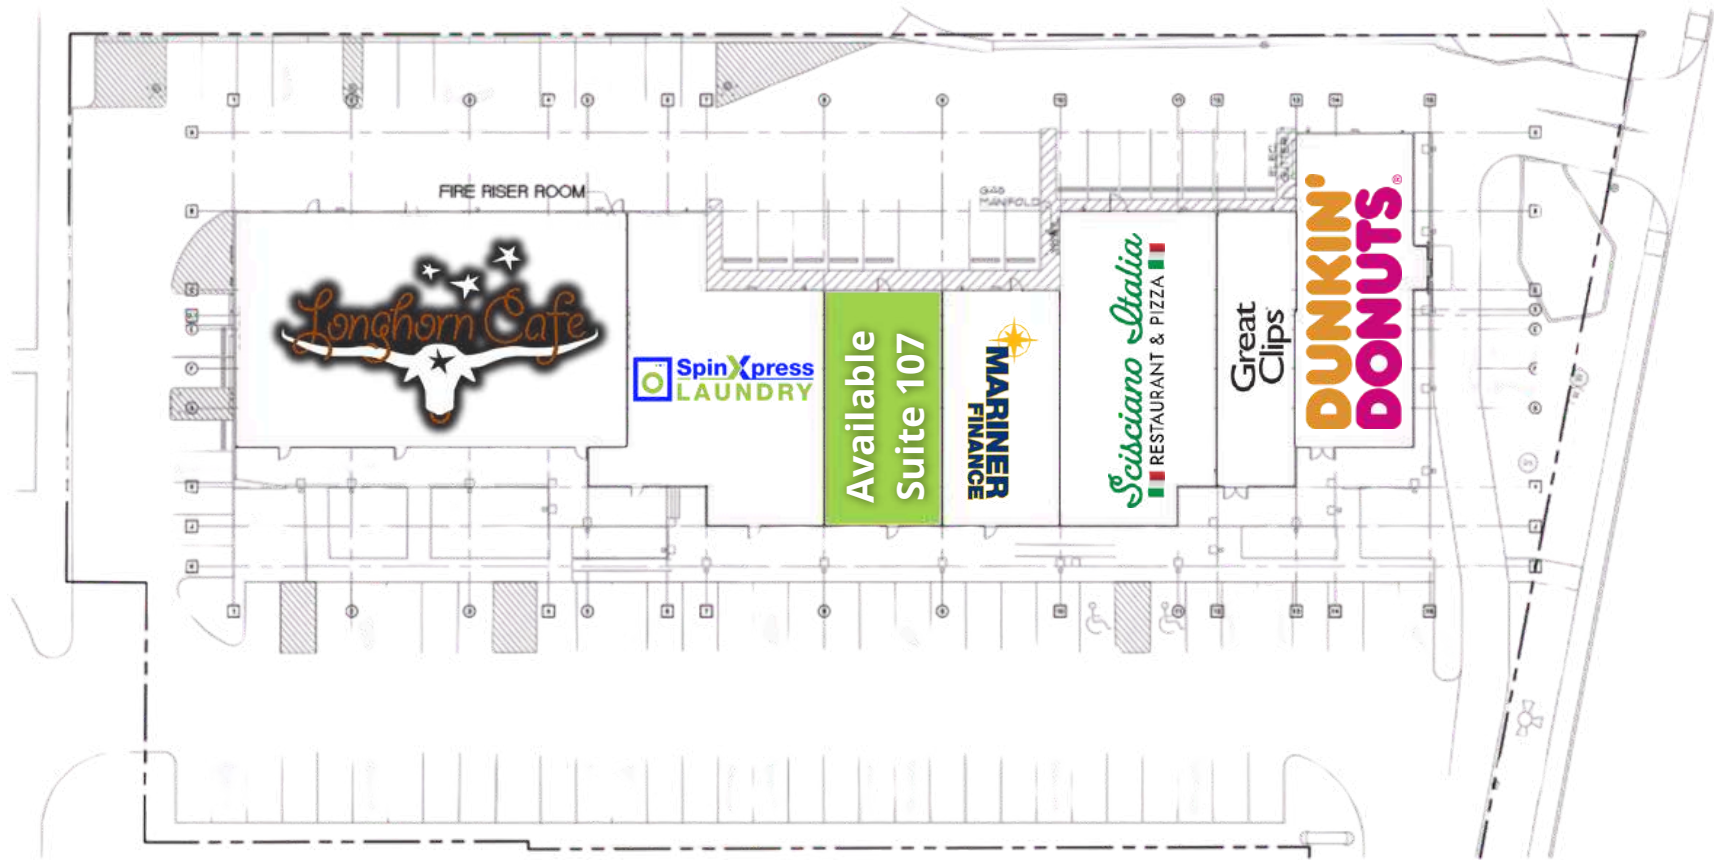 FIRE RISER ROOM
GAS
MANIFOLD
Longhorn Cafe
SpinXpress
LAUNDRY
Available
Suite 107
MARINER
FINANCE
Scisciano Italia
RESTAURANT & PIZZA
Great
Clips
DUNKIN'
DONUTS®